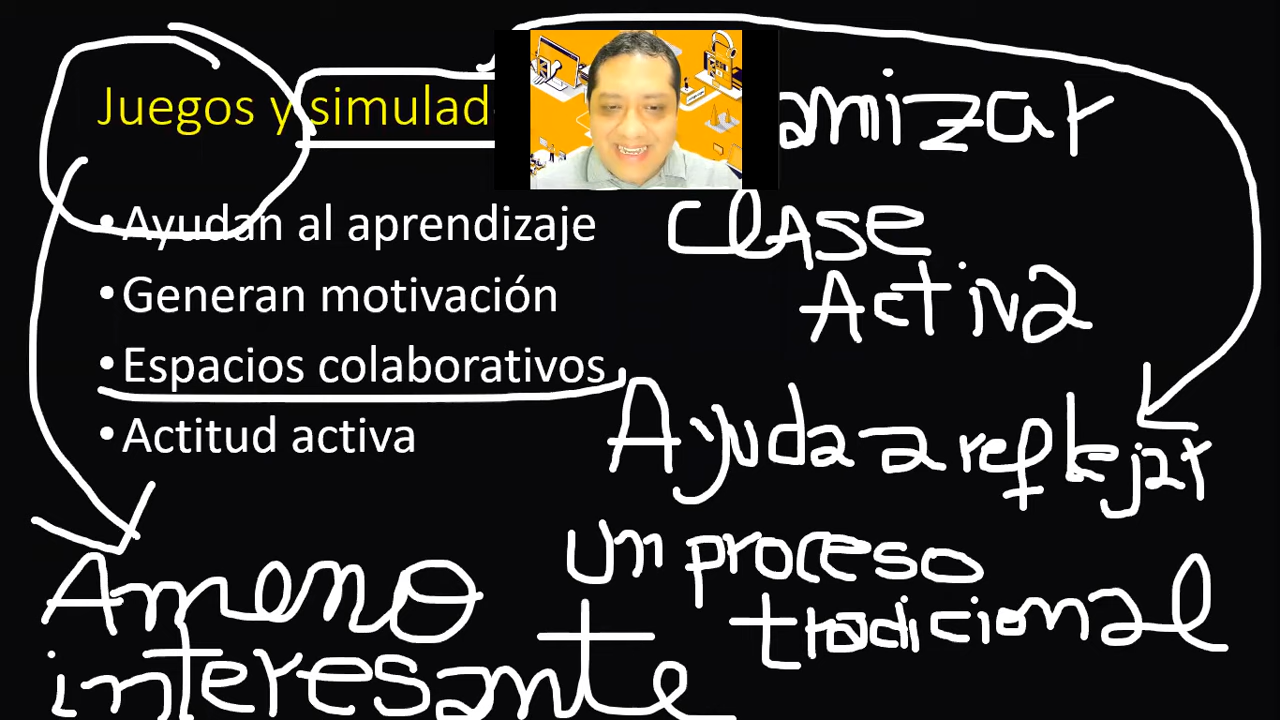 Juegos y simulad
amizar
• Ayudan al aprendizaje
clase
• Generan motivación
Activa
• Espacios colaborativos
• Actitud activa
Ayuda a reflejar
un proceso
tradicional
Ameno
interesante